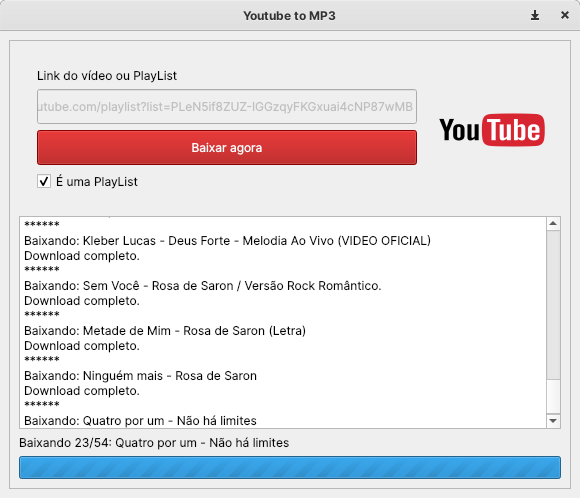 Youtube to MP3
Link do vídeo ou PlayList
utube.com/playlist?list=PLeN5if8ZUZ-IGGzqyFKGxuai4cNP87wMB
Baixar agora
YouTube
É uma PlayList
******
Baixando: Kleber Lucas - Deus Forte - Melodia Ao Vivo (VIDEO OFICIAL)
Download completo.
******
Baixando: Sem Você - Rosa de Saron / Versão Rock Romântico.
Download completo.
******
Baixando: Metade de Mim - Rosa de Saron (Letra)
Download completo.
******
Baixando: Ninguém mais - Rosa de Saron
Download completo.
******
Baixando: Quatro por um - Não há limites
Baixando 23/54: Quatro por um - Não há limites